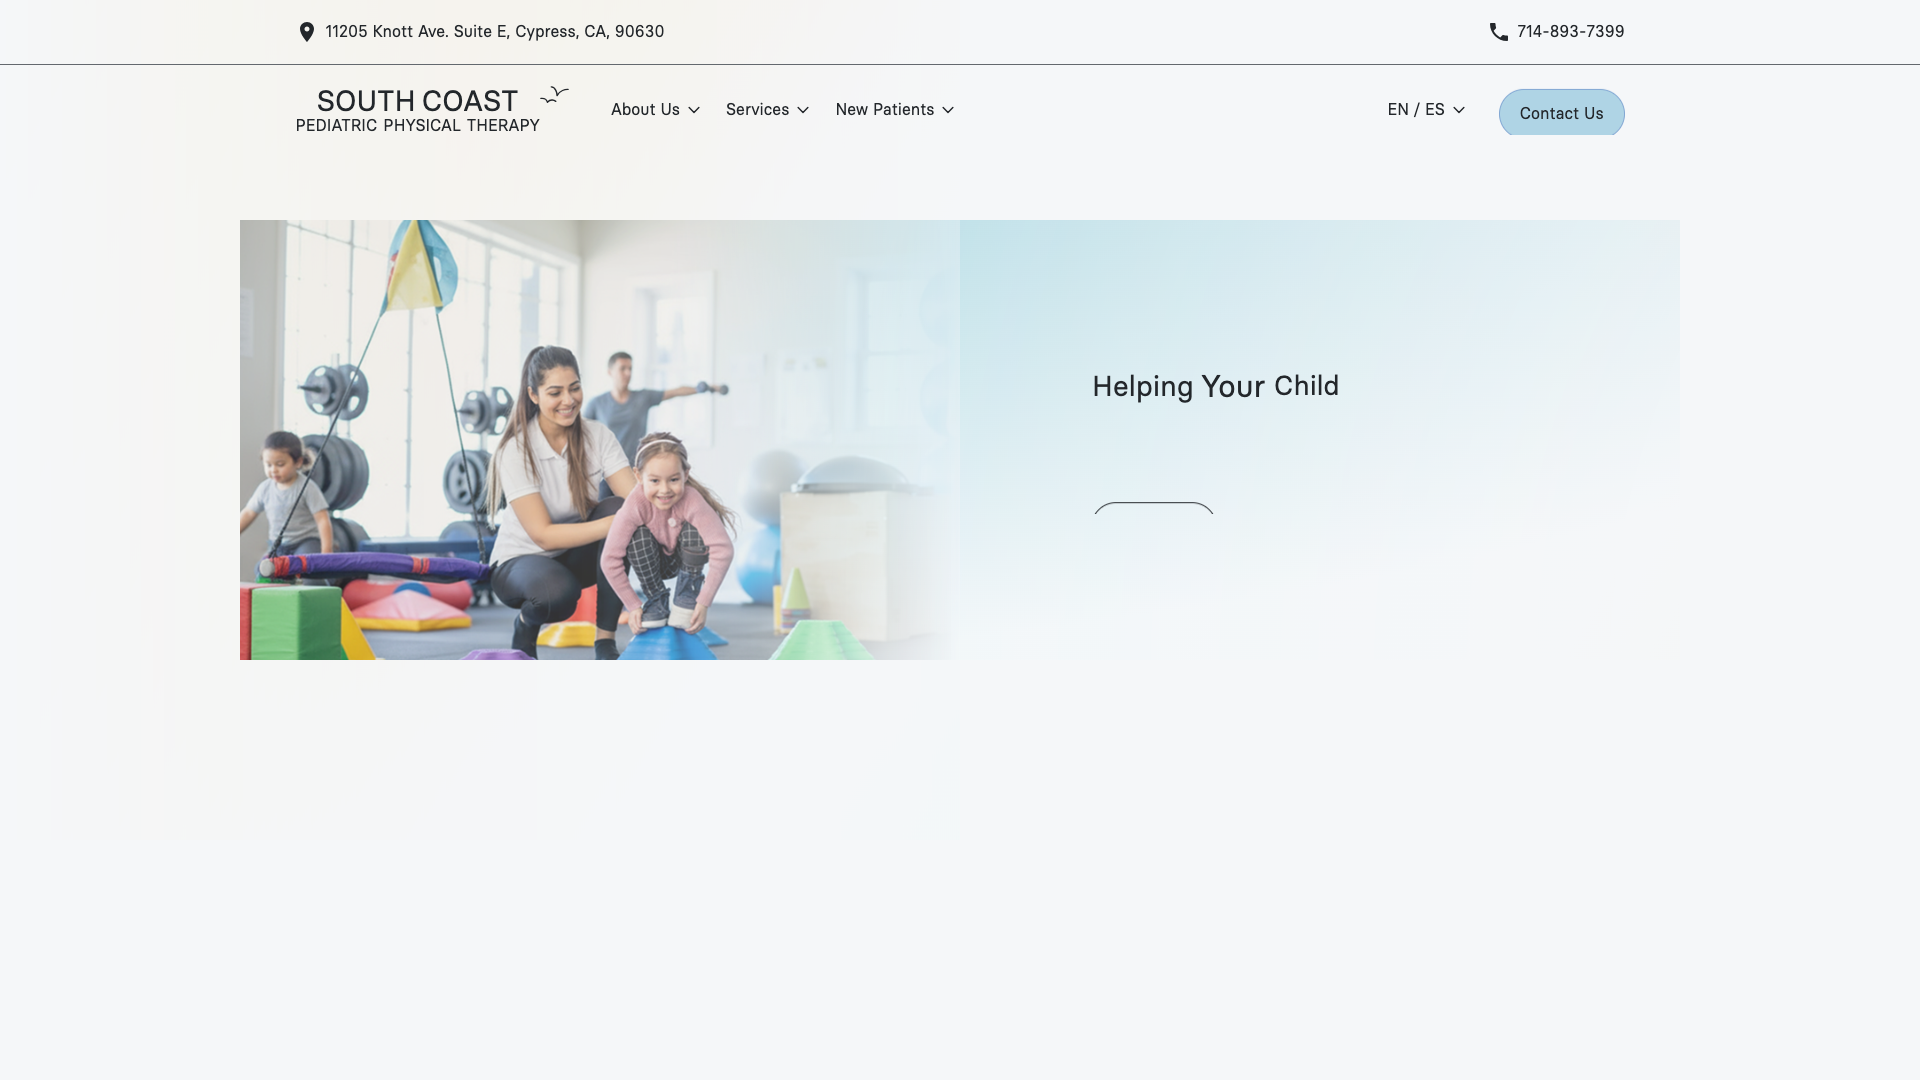 11205 Knott Ave. Suite E, Cypress, CA, 90630
714-893-7399
SOUTH COAST
PEDIATRIC PHYSICAL THERAPY
About Us
Services
New Patients
EN / ES
Contact Us
Helping Your Child